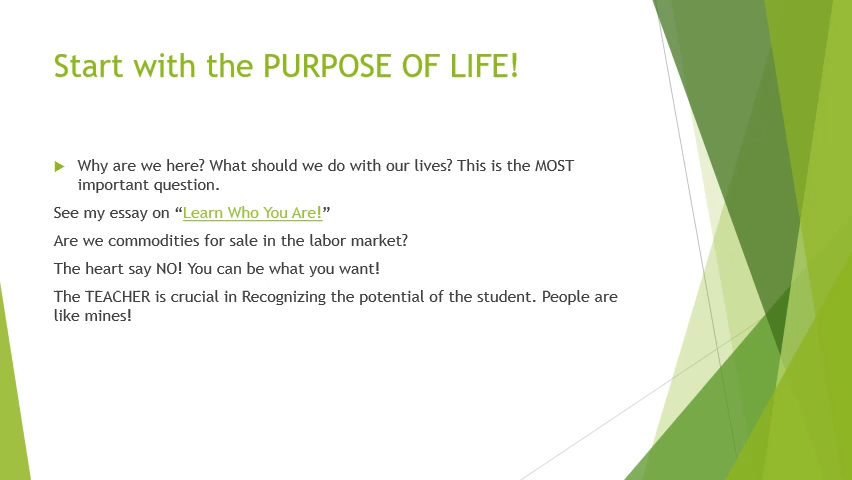 Start with the PURPOSE OF LIFE!
Why are we here? What should we do with our lives? This is the MOST
important question.
See my essay on “Learn Who You Are!”
Are we commodities for sale in the labor market?
The heart say NO! You can be what you want!
The TEACHER is crucial in Recognizing the potential of the student. People are
like mines!